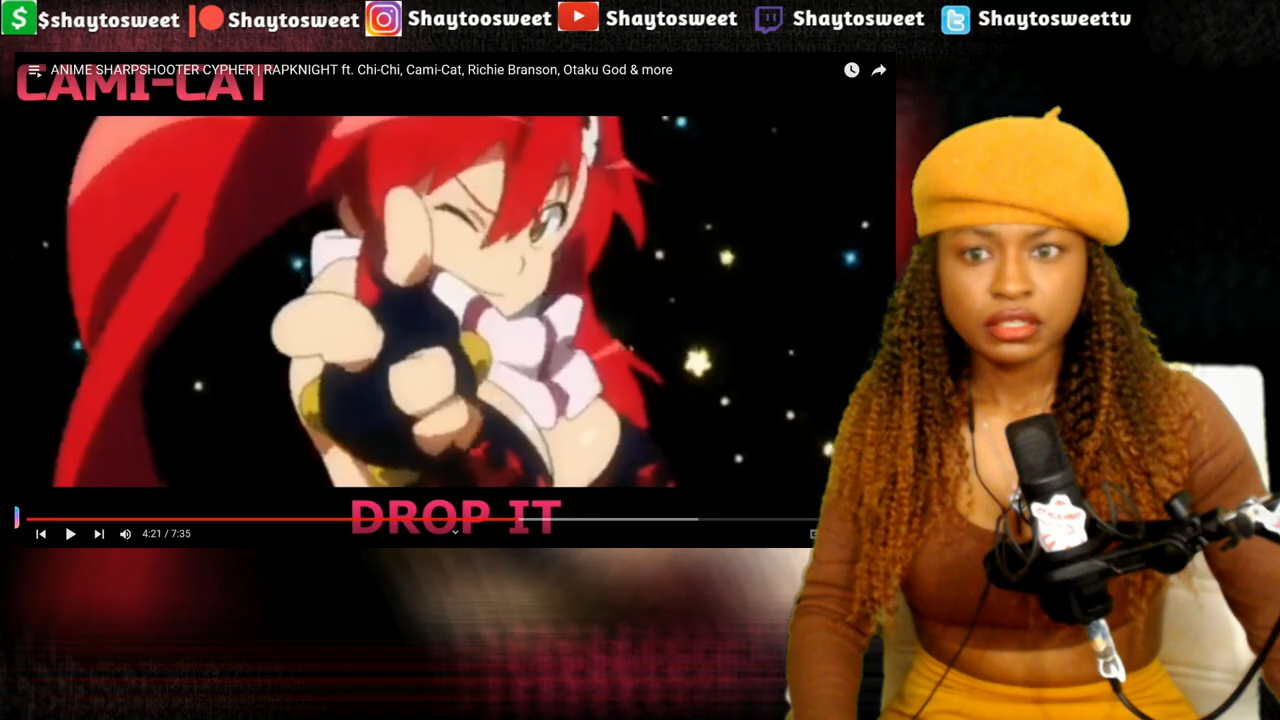 $shaytosweet Shaytosweet Shaytoosweet Shaytosweet Shaytosweet Shaytosweettv
ANIME SHARPSHOOTER CYPHER | RAPKNIGHT ft. Chi-Chi, Cami-Cat, Richie Branson, Otaku God & more
CAMI-CAT
DROP IT
4:21 / 7:35